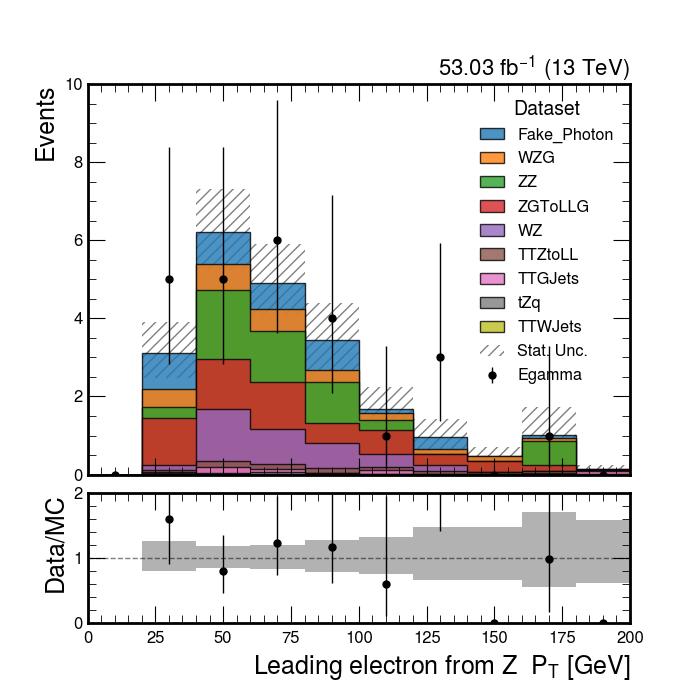 53.03 fb⁻¹ (13 TeV)
Events
10
8
6
4
2
0
Dataset
Fake_Photon
WZG
ZZ
ZGToLLG
WZ
TTZtoLL
TTGJets
tZq
TTWJets
Stat. Unc.
Egamma
Data/MC
2
1
0
0 25 50 75 100 125 150 175 200
Leading electron from Z P_T [GeV]